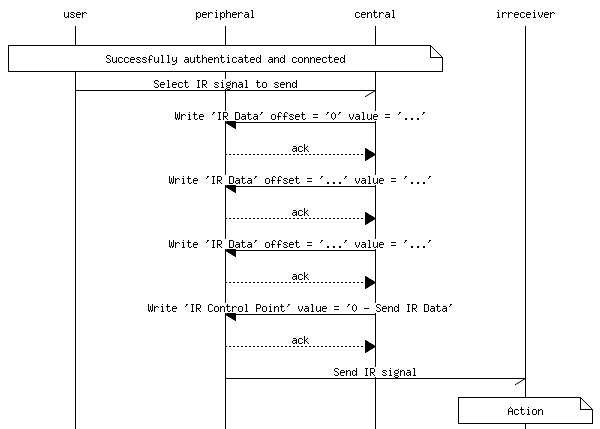 user peripheral central irreceiver
Successfully authenticated and connected
Select IR signal to send
Write 'IR Data' offset = '0' value = '...'
ack
Write 'IR Data' offset = '...' value = '...'
ack
Write 'IR Data' offset = '...' value = '...'
ack
Write 'IR Control Point' value = '0 - Send IR Data'
ack
Send IR signal
Action